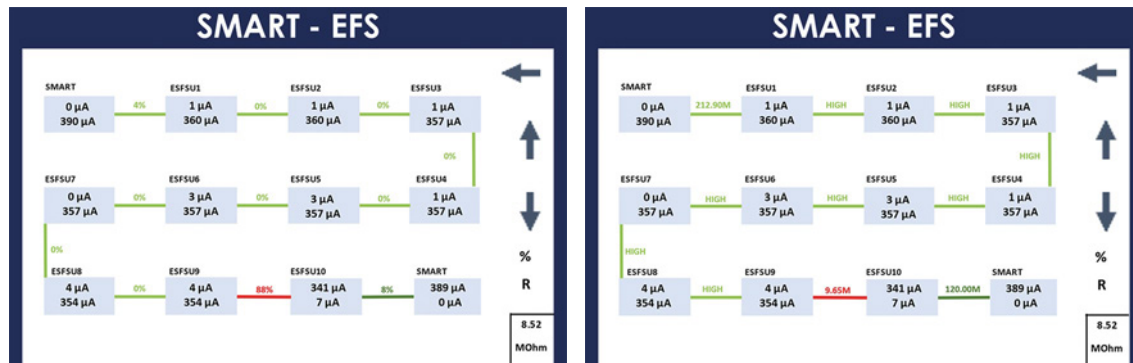 SMART - EFS
SMART ESFSU1 ESFSU2 ESFSU3
0 µA 4% 1 µA 0% 1 µA 0% 1 µA
390 µA 360 µA 360 µA 357 µA
0%
ESFSU7 ESFSU6 ESFSU5 ESFSU4
0 µA 0% 3 µA 0% 3 µA 0% 1 µA
357 µA 357 µA 357 µA 357 µA
0%
ESFSU8 ESFSU9 ESFSU10 SMART
4 µA 0% 4 µA 88% 341 µA 8% 389 µA
354 µA 354 µA 7 µA 0 µA
%
R
8.52
MOhm
SMART - EFS
SMART ESFSU1 ESFSU2 ESFSU3
0 µA 212.90M 1 µA HIGH 1 µA HIGH 1 µA
390 µA 360 µA 360 µA 357 µA
HIGH
ESFSU7 ESFSU6 ESFSU5 ESFSU4
0 µA HIGH 3 µA HIGH 3 µA HIGH 1 µA
357 µA 357 µA 357 µA 357 µA
HIGH
ESFSU8 ESFSU9 ESFSU10 SMART
4 µA HIGH 4 µA 9.65M 341 µA 120.00M 389 µA
354 µA 354 µA 7 µA 0 µA
%
R
8.52
MOhm